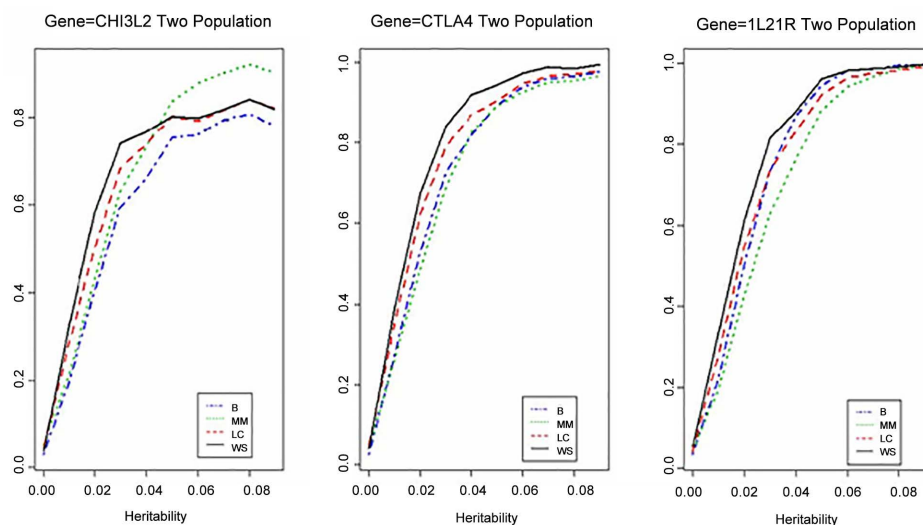 Gene=CHI3L2 Two Population
0.8
0.6
0.4
0.2
0.0
B
MM
LC
WS
0.00 0.02 0.04 0.06 0.08
Heritability
Gene=CTLA4 Two Population
1.0
0.8
0.6
0.4
0.2
0.0
B
MM
LC
WS
0.00 0.02 0.04 0.06 0.08
Heritability
Gene=1L21R Two Population
1.0
0.8
0.6
0.4
0.2
0.0
B
MM
LC
WS
0.00 0.02 0.04 0.06 0.08
Heritability